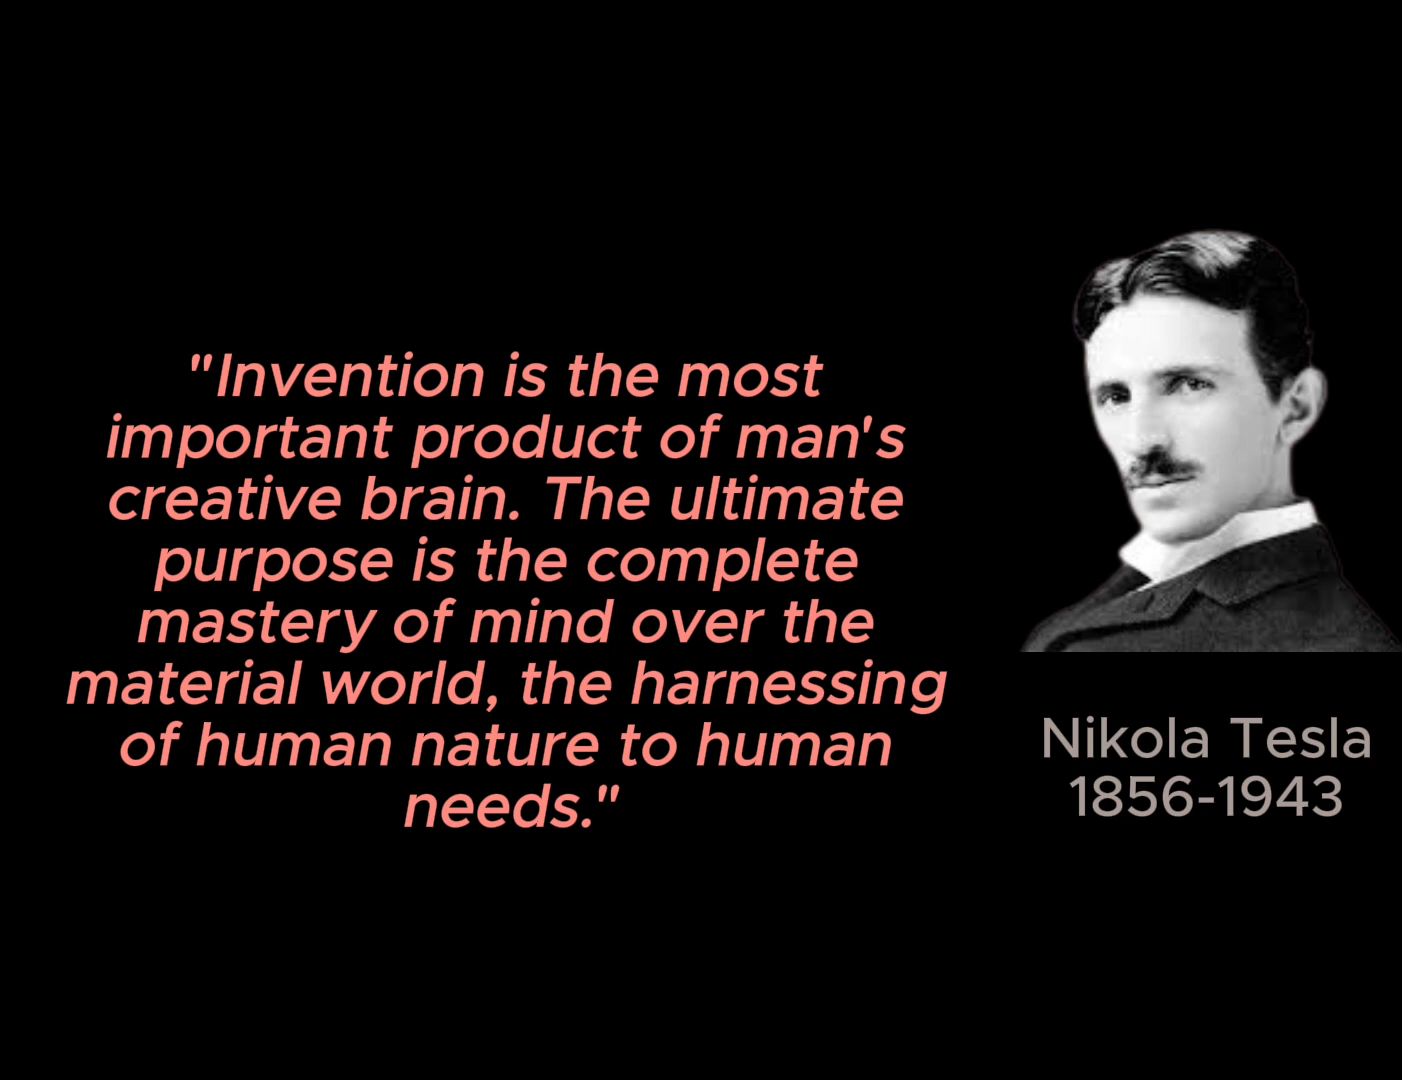 "Invention is the most
important product of man's
creative brain. The ultimate
purpose is the complete
mastery of mind over the
material world, the harnessing
of human nature to human
needs."
Nikola Tesla
1856-1943